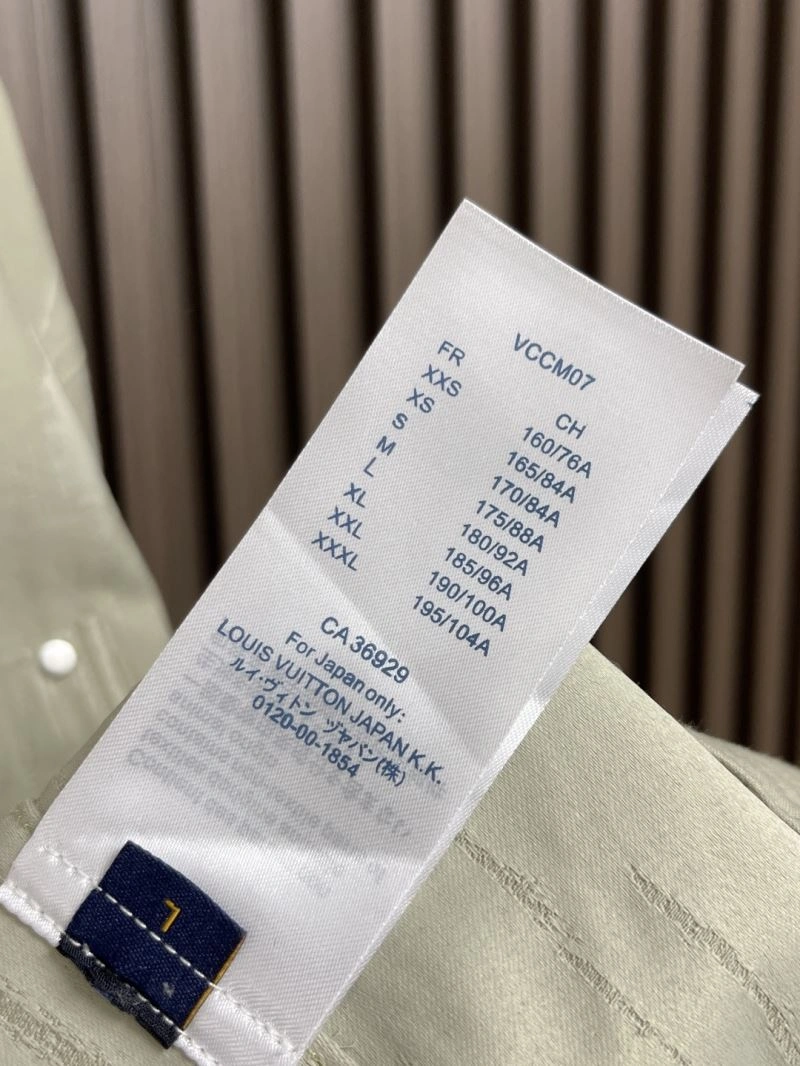 VCCM07
FR CH
XXS 160/76A
XS 165/84A
S 170/84A
M 175/88A
L 180/92A
XL 185/96A
XXL 190/100A
XXXL 195/104A
CA 36929
For Japan only:
LOUIS VUITTON JAPAN K.K.
ルイ・ヴィトン ヅヤパン(株)
0120-00-1854
L